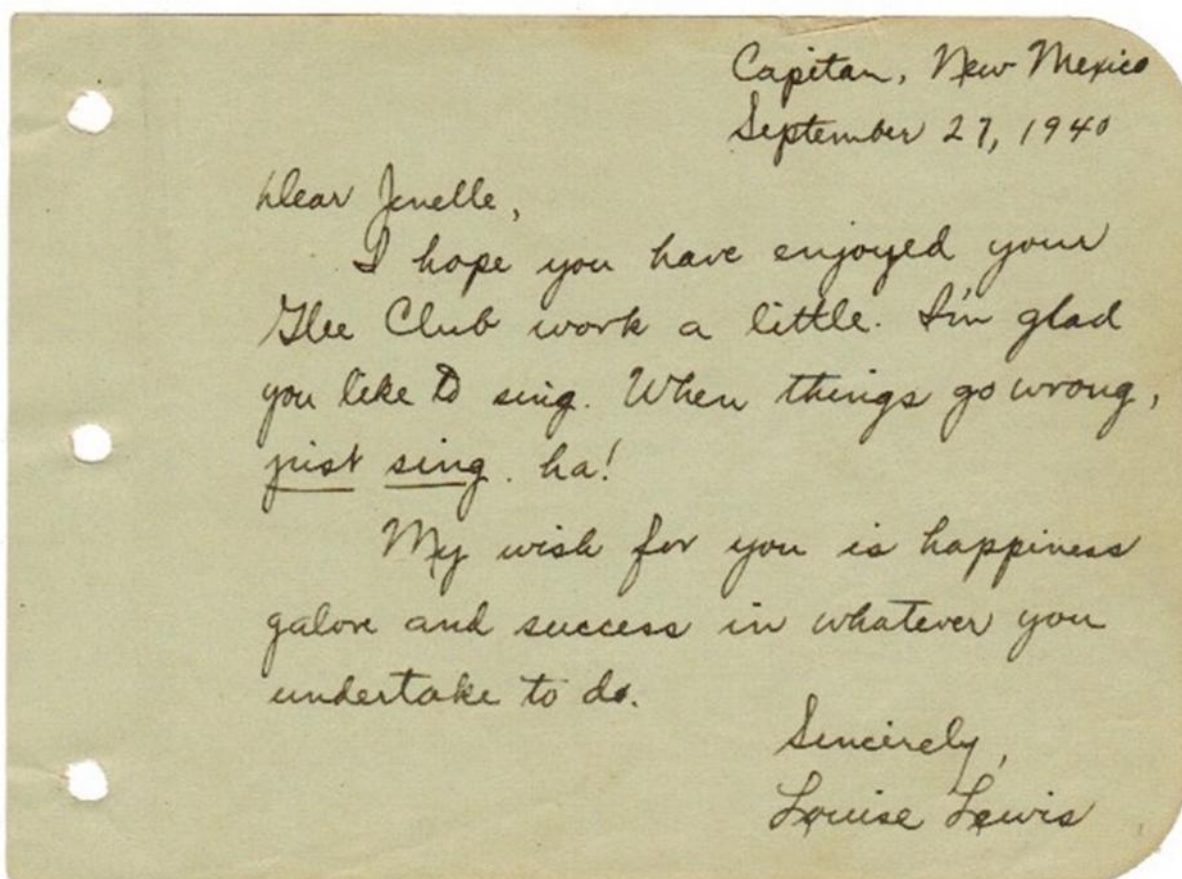 Capitan, New Mexico
September 27, 1940
Dear Jenelle,
I hope you have enjoyed your
Glee Club work a little. I'm glad
you like to sing. When things go wrong,
just sing. ha!
My wish for you is happiness
galore and success in whatever you
undertake to do.
Sincerely,
Louise Lewis